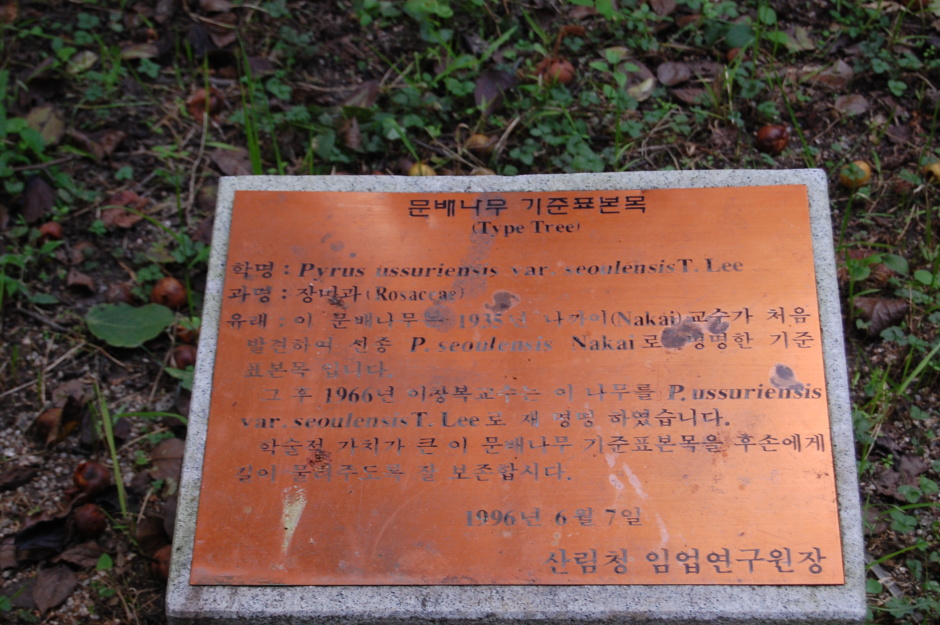 문배나무 기준표본목
(Type Tree)
학명 : Pyrus ussuriensis var. seoulensis T. Lee
과명 : 장미과 (Rosaceae)
유래 : 이 문배나무는 1935년 나까이(Nakai) 교수가 처음
발견하여 신종 P. seoulensis Nakai로 명명한 기준
표본목 입니다.
그 후 1966년 이창복교수는 이 나무를 P. ussuriensis
var. seoulensis T. Lee로 재 명명 하였습니다.
학술적 가치가 큰 이 문배나무 기준표본목을 후손에게
길이 물려주도록 잘 보존합시다.
1996년 6월 7일
산림청 임업연구원장